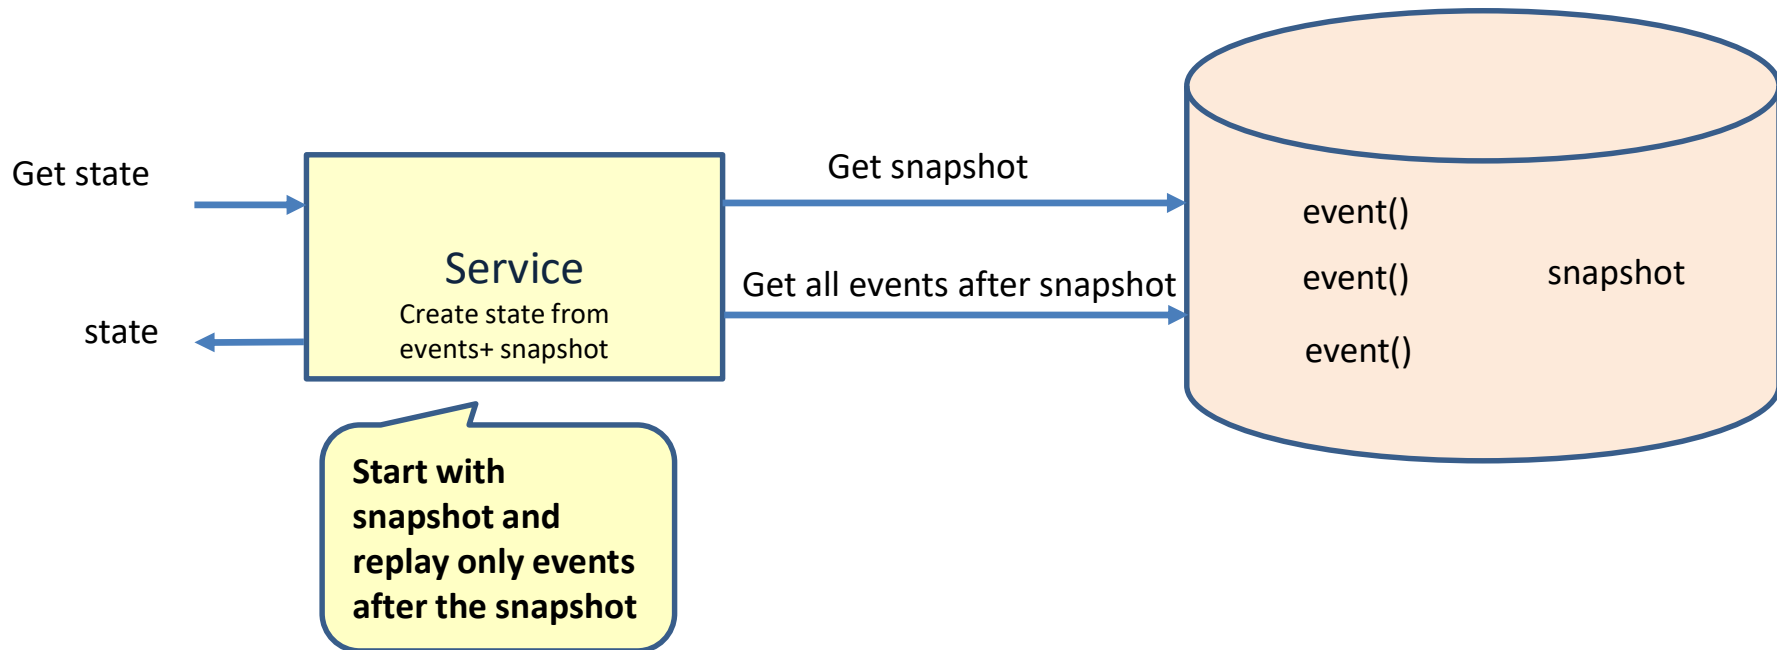 Get state
state
Service
Create state from
events+ snapshot
Start with
snapshot and
replay only events
after the snapshot
Get snapshot
Get all events after snapshot
event()
event()
event()
snapshot